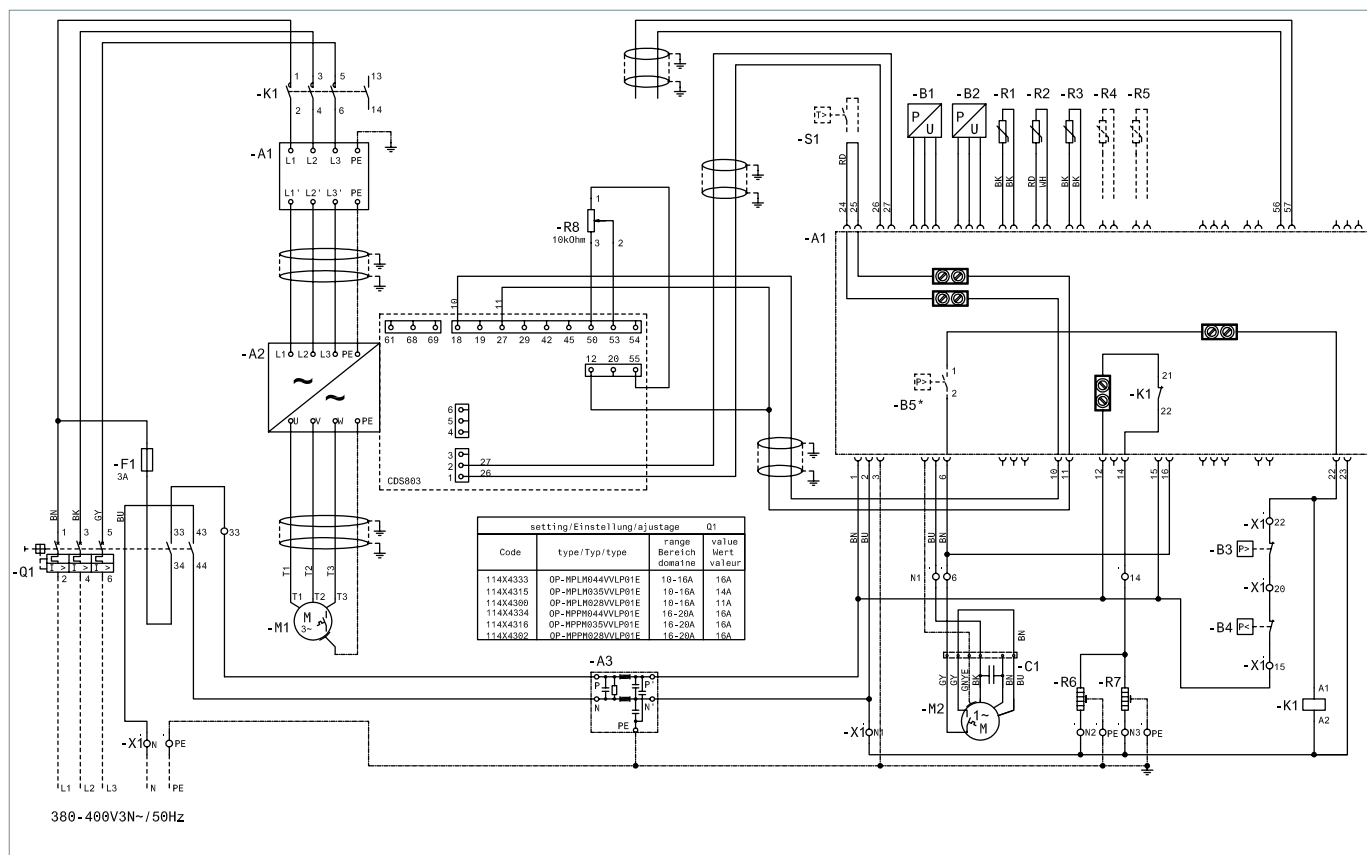 1 3 5 13
-K1
2 4 6 14
-A1
L1 L2 L3 PE
L1' L2' L3' PE
-A2
L1 L2 L3 PE
~
~
U V W PE
T1 T2 T3
T1 T2 T3
M
3~
-M1
-F1
3A
BN BK GY BU
1 3 5
33 43
33
34 44
I > I > I >
-Q1
2 4 6
-X1 N PE
L1 L2 L3 N PE
380-400V3N~/50Hz
1
-R8
10kOhm
3 2
10 11
61 68 69
18 19 27 29 42 45 50 53 54
12 20 55
6
5
4
3
2 27
1 26
CDS803
setting/Einstellung/ajustage Q1
Code type/Typ/type range Bereich domaine value Wert valeur
114X4333 OP-MPLM044VVLP01E 10-16A 16A
114X4315 OP-MPLM035VVLP01E 10-16A 14A
114X4300 OP-MPLM028VVLP01E 10-16A 11A
114X4334 OP-MPPM044VVLP01E 16-20A 16A
114X4316 OP-MPPM035VVLP01E 16-20A 16A
114X4302 OP-MPPM028VVLP01E 16-20A 16A
-A3
P P'
N N'
PE
T>
-S1
RD
-B1 -B2 -R1 -R2 -R3 -R4 -R5
P U P U
BK BK RD WH BK BK
24 25 26 27 56 57
-A1
P> 1
2
-B5*
21
-K1
22
1 2 3 6 10 11 12 14 15 16 22 23
BN BU BU BN
N1 6 14
BN
-C1
GY GY GNYE BK BN BU
-M2
1~
M
-X1 N1
-R6 -R7
N2 PE N3 PE
-X1 22
-B3 P>
-X1 20
-B4 P<
-X1 15
A1
-K1
A2